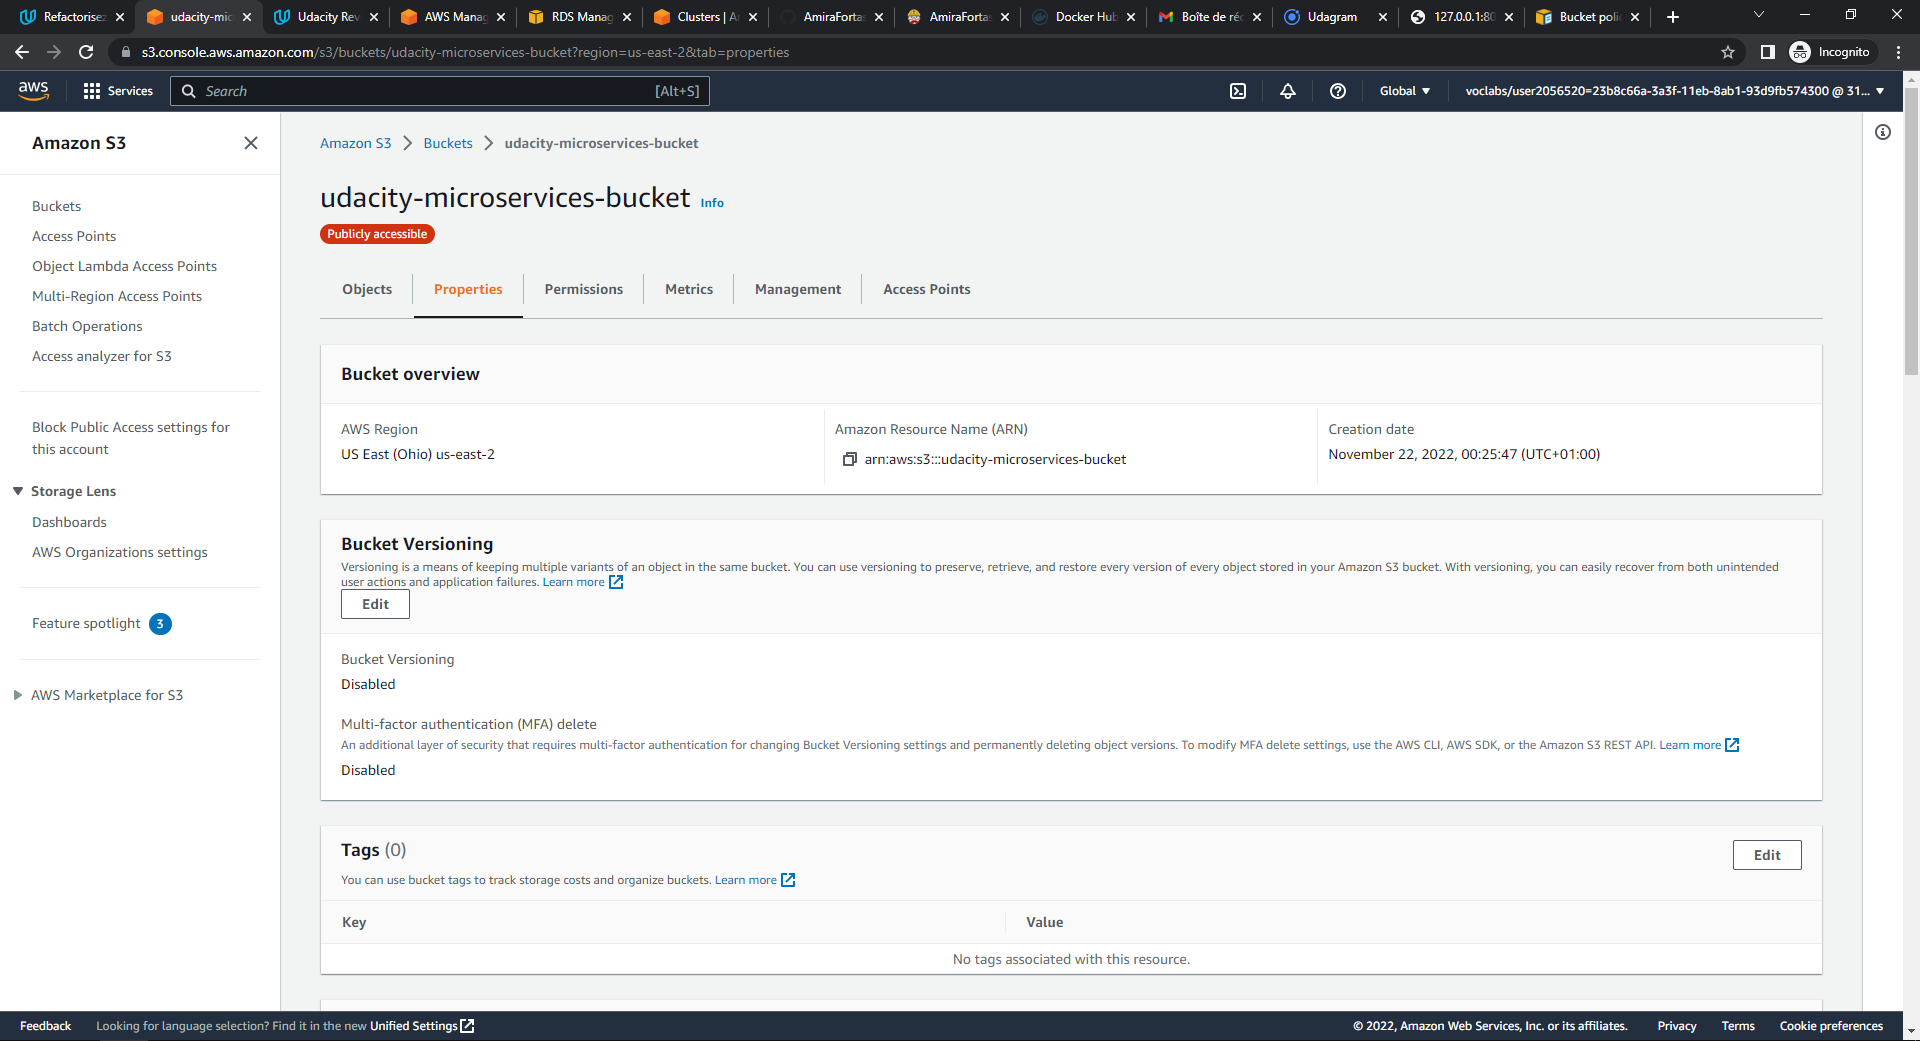 Refactorisez
udacity-mic
Udacity Rev
AWS Manag
RDS Manag
Clusters | A
AmiraFortas
AmiraFortas
Docker Hub
Boîte de réc
Udagram
127.0.0.1:80
Bucket polic
s3.console.aws.amazon.com/s3/buckets/udacity-microservices-bucket?region=us-east-2&tab=properties
Incognito
aws
Services
Search
[Alt+S]
Global
voclabs/user2056520=23b8c66a-3a3f-11eb-8ab1-93d9fb574300 @ 31...
Amazon S3
Buckets
Access Points
Object Lambda Access Points
Multi-Region Access Points
Batch Operations
Access analyzer for S3
Block Public Access settings for
this account
Storage Lens
Dashboards
AWS Organizations settings
Feature spotlight 3
AWS Marketplace for S3
Amazon S3 > Buckets > udacity-microservices-bucket
udacity-microservices-bucket Info
Publicly accessible
Objects
Properties
Permissions
Metrics
Management
Access Points
Bucket overview
AWS Region
US East (Ohio) us-east-2
Amazon Resource Name (ARN)
arn:aws:s3:::udacity-microservices-bucket
Creation date
November 22, 2022, 00:25:47 (UTC+01:00)
Bucket Versioning
Versioning is a means of keeping multiple variants of an object in the same bucket. You can use versioning to preserve, retrieve, and restore every version of every object stored in your Amazon S3 bucket. With versioning, you can easily recover from both unintended
user actions and application failures. Learn more
Edit
Bucket Versioning
Disabled
Multi-factor authentication (MFA) delete
An additional layer of security that requires multi-factor authentication for changing Bucket Versioning settings and permanently deleting object versions. To modify MFA delete settings, use the AWS CLI, AWS SDK, or the Amazon S3 REST API. Learn more
Disabled
Tags (0)
Edit
You can use bucket tags to track storage costs and organize buckets. Learn more
Key
Value
No tags associated with this resource.
Feedback
Looking for language selection? Find it in the new Unified Settings
© 2022, Amazon Web Services, Inc. or its affiliates.
Privacy
Terms
Cookie preferences